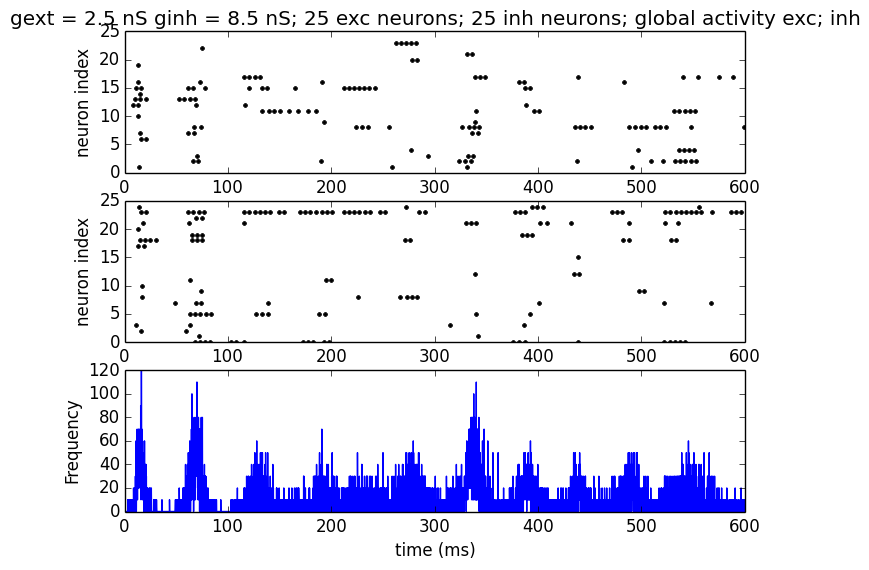 gext = 2.5 nS ginh = 8.5 nS; 25 exc neurons; 25 inh neurons; global activity exc; inh
25
20
15
10
5
0
neuron index
0 100 200 300 400 500 600
25
20
15
10
5
0
neuron index
0 100 200 300 400 500 600
120
100
80
60
40
20
0
Frequency
0 100 200 300 400 500 600
time (ms)